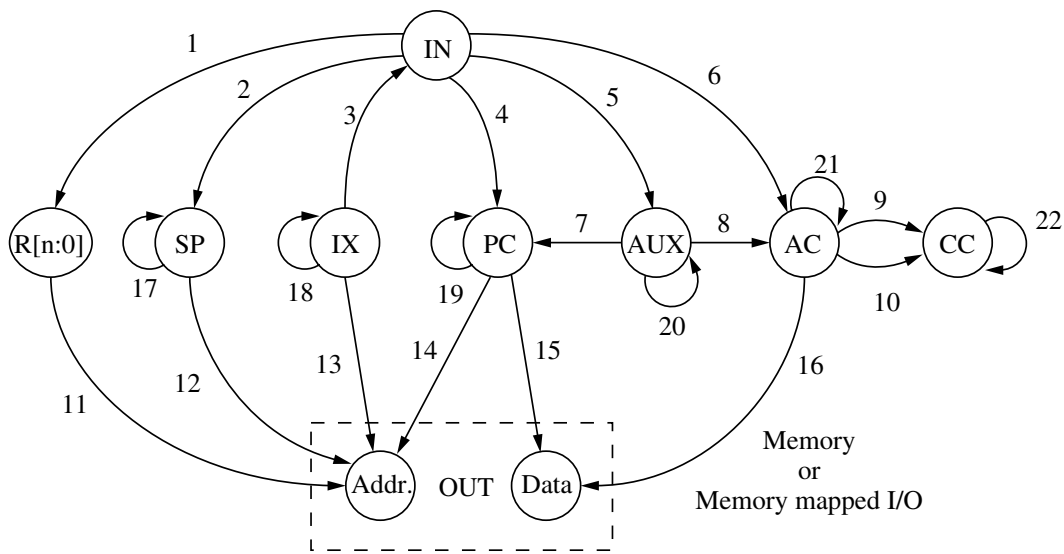 IN
1
2
3
4
5
6
21
9
22
R[n:0]
SP
IX
PC
7
AUX
8
AC
CC
17
18
19
20
10
11
12
13
14
15
16
Memory
or
Memory mapped I/O
Addr.
OUT
Data